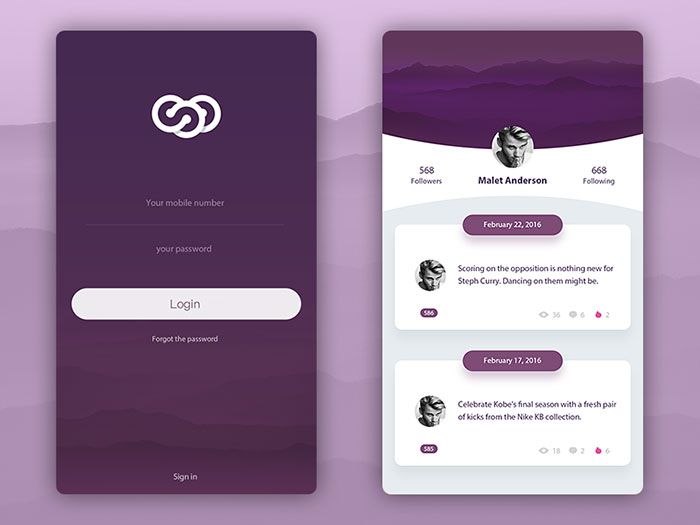 Your mobile number
your password
Login
Forgot the password
Sign in
568
Followers
Malet Anderson
668
Following
February 22, 2016
Scoring on the opposition is nothing new for
Steph Curry. Dancing on them might be.
586
36 6 2
February 17, 2016
Celebrate Kobe's final season with a fresh pair
of kicks from the Nike KB collection.
585
18 2 6